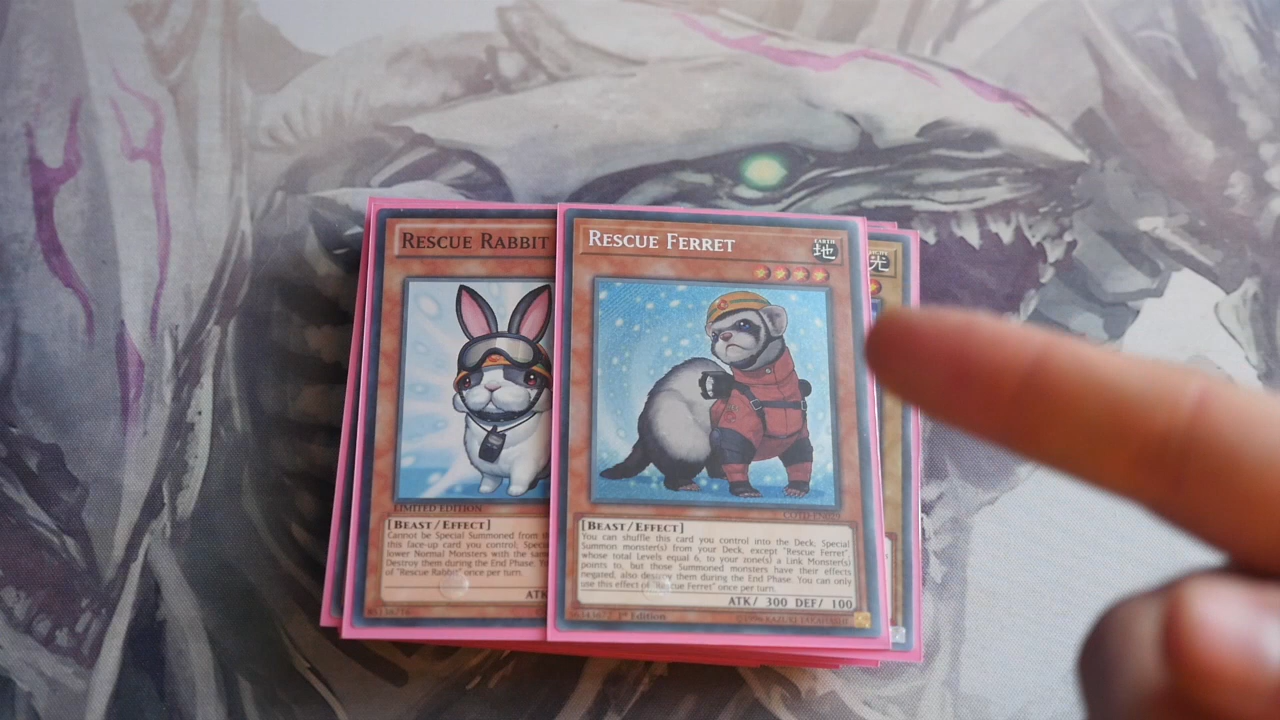 RESCUE RABBIT
LIMITED EDITION
[BEAST/EFFECT]
Cannot be Special Summoned from
this face-up card you control; Specia
lower Normal Monsters with the same
Destroy them during the End Phase. Y
of "Rescue Rabbit" once per turn.
ATK
RESCUE FERRET
EARTH
地
COTD-EN029
[BEAST/EFFECT]
You can shuffle this card you control into the Deck; Special
Summon monster(s) from your Deck, except "Rescue Ferret",
whose total Levels equal 6, to your zone(s) a Link Monster(s)
points to, but those Summoned monsters have their effects
negated, also destroy them during the End Phase. You can only
use this effect of "Rescue Ferret" once per turn.
ATK/ 300 DEF/ 100
1st Edition
KAZUKI TAKAHASHI
光